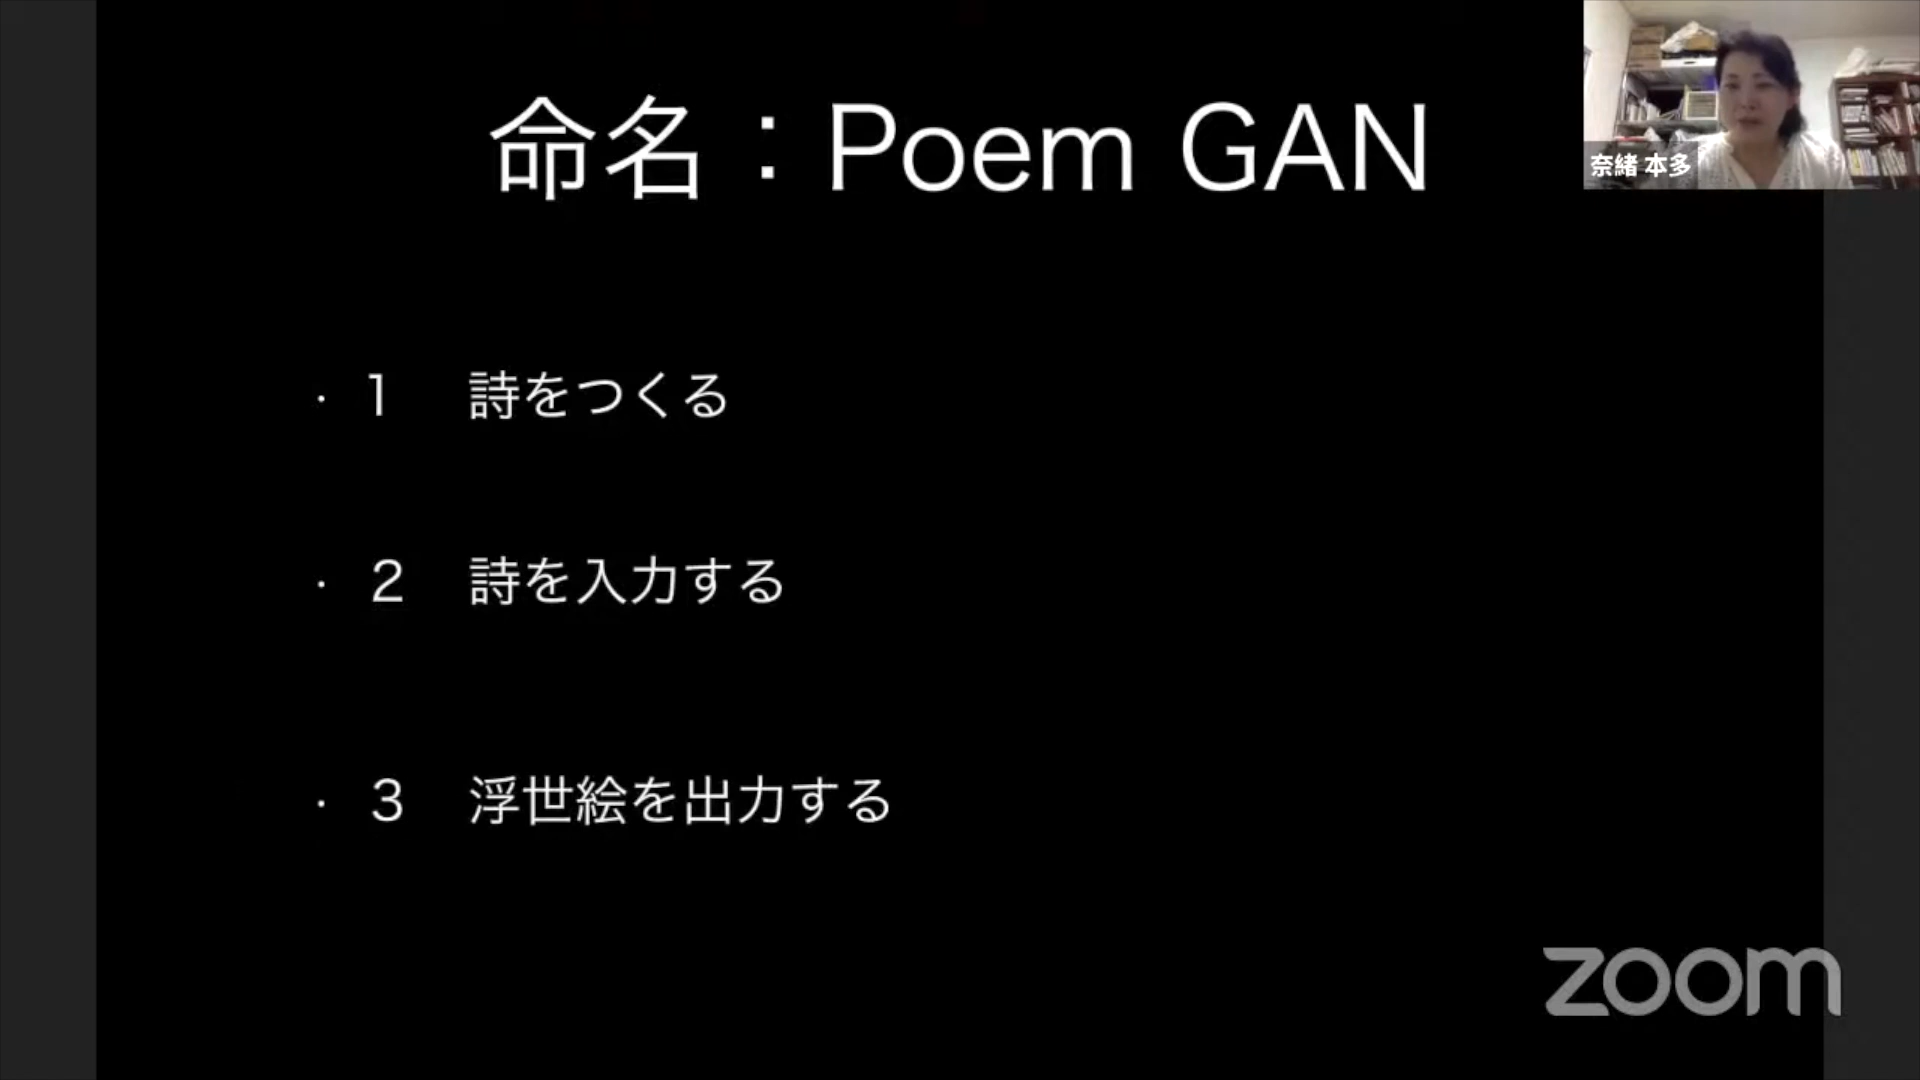 命名：Poem GAN
奈緒 本多
・１　詩をつくる
・２　詩を入力する
・３　浮世絵を出力する
zoom